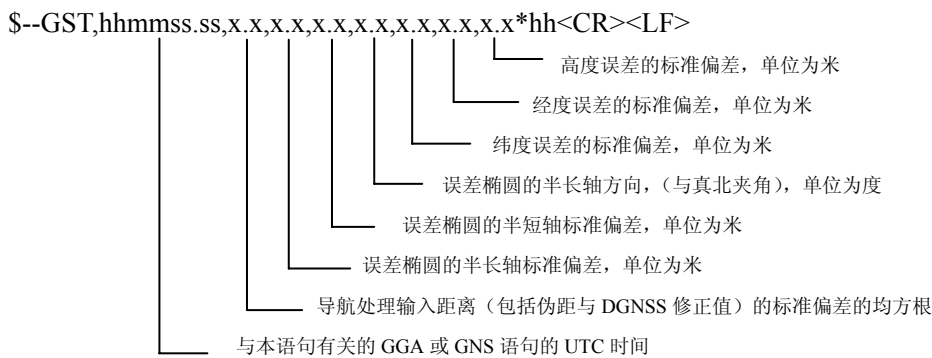 $--GST,hhmmss.ss,x.x,x.x,x.x,x.x,x.x,x.x,x.x*hh<CR><LF>
高度误差的标准偏差，单位为米
经度误差的标准偏差，单位为米
纬度误差的标准偏差，单位为米
误差椭圆的半长轴方向，（与真北夹角），单位为度
误差椭圆的半短轴标准偏差，单位为米
误差椭圆的半长轴标准偏差，单位为米
导航处理输入距离（包括伪距与 DGNSS 修正值）的标准偏差的均方根
与本语句有关的 GGA 或 GNS 语句的 UTC 时间